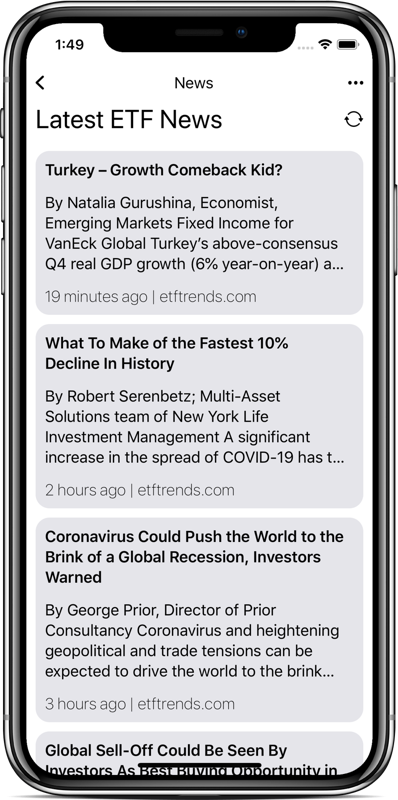 1:49
News
Latest ETF News
Turkey – Growth Comeback Kid?
By Natalia Gurushina, Economist,
Emerging Markets Fixed Income for
VanEck Global Turkey’s above-consensus
Q4 real GDP growth (6% year-on-year) a...
19 minutes ago | etftrends.com
What To Make of the Fastest 10%
Decline In History
By Robert Serenbetz; Multi-Asset
Solutions team of New York Life
Investment Management A significant
increase in the spread of COVID-19 has t...
2 hours ago | etftrends.com
Coronavirus Could Push the World to the
Brink of a Global Recession, Investors
Warned
By George Prior, Director of Prior
Consultancy Coronavirus and heightening
geopolitical and trade tensions can be
expected to drive the world to the brink...
3 hours ago | etftrends.com
Global Sell-Off Could Be Seen By
Investors As Best Buying Opportunity in